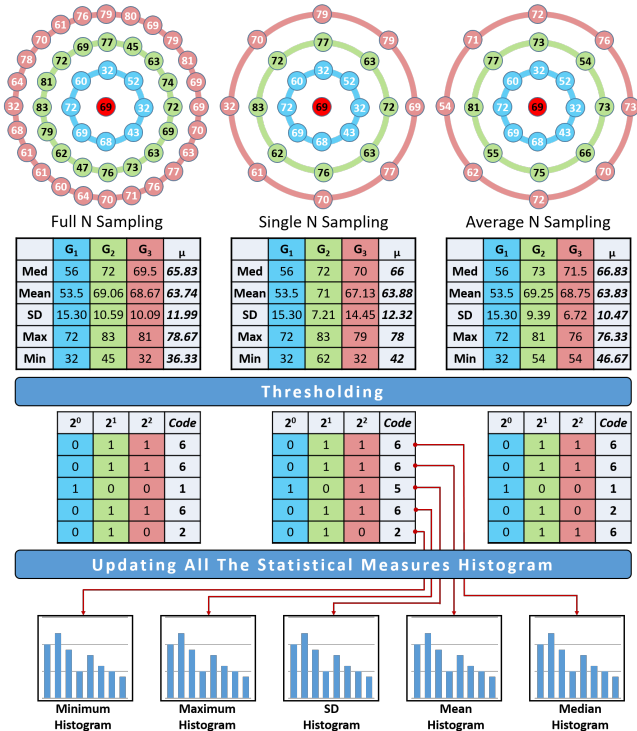 76 79 80
71 69
70 69 77 45 79
78 72 63 81
64 81 60 32 52 74 69
32 83 72 69 32 72 69
68 79 69 68 43 69 70
61 62 47 76 73 63 63
61 77
60 64 70 71 76
Full N Sampling
79
70 77 79
72 63
60 32 52
32 83 72 69 32 72 69
69 68 43
62 76 63
61 70 77
Single N Sampling
72
71 73 76
77 54
60 32 52
54 81 72 69 32 73 73
69 68 43
55 75 66
62 72 70
Average N Sampling
G1 G2 G3 μ
Med 56 72 69.5 65.83
Mean 53.5 69.06 68.67 63.74
SD 15.30 10.59 10.09 11.99
Max 72 83 81 78.67
Min 32 45 32 36.33
G1 G2 G3 μ
Med 56 72 70 66
Mean 53.5 71 67.13 63.88
SD 15.30 7.21 14.45 12.32
Max 72 83 79 78
Min 32 62 32 42
G1 G2 G3 μ
Med 56 73 71.5 66.83
Mean 53.5 69.25 68.75 63.83
SD 15.30 9.39 6.72 10.47
Max 72 81 76 76.33
Min 32 54 54 46.67
Thresholding
2⁰ 2¹ 2² Code
0 1 1 6
0 1 1 6
1 0 0 1
0 1 1 6
0 1 0 2
2⁰ 2¹ 2² Code
0 1 1 6
0 1 1 6
1 0 1 5
0 1 1 6
0 1 0 2
2⁰ 2¹ 2² Code
0 1 1 6
0 1 1 6
1 0 0 1
0 1 0 2
0 1 1 6
Updating All The Statistical Measures Histogram
Minimum
Histogram
Maximum
Histogram
SD
Histogram
Mean
Histogram
Median
Histogram